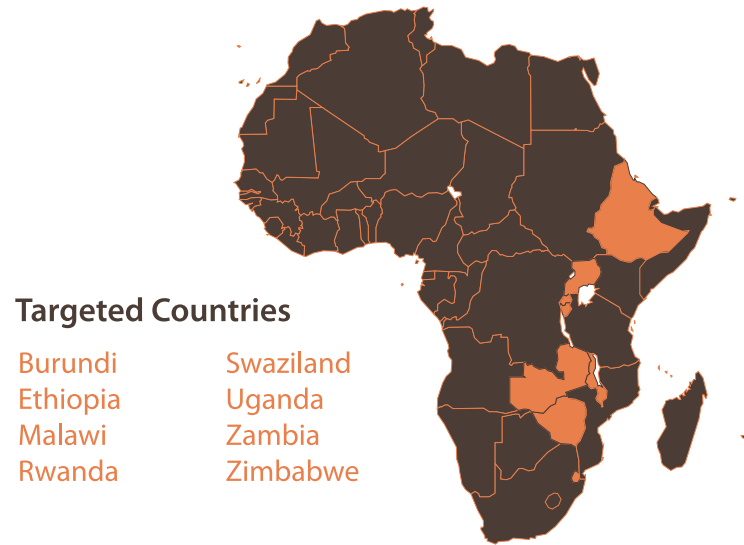 Targeted Countries
Burundi
Ethiopia
Malawi
Rwanda
Swaziland
Uganda
Zambia
Zimbabwe